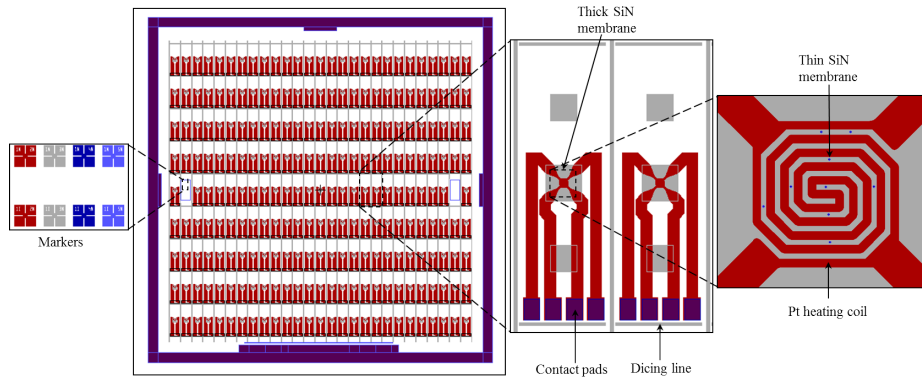 Thick SiN
membrane
Thin SiN
membrane
Markers
Contact pads
Dicing line
Pt heating coil